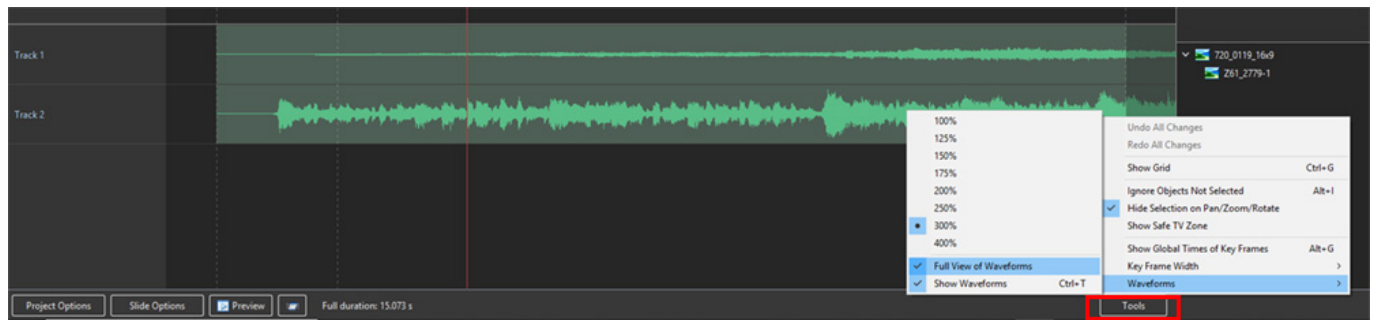 Track 1
720_0119_16x9
Z61_2779-1
Track 2
100%
125%
150%
175%
200%
250%
300%
400%
Full View of Waveforms
Show Waveforms Ctrl+T
Undo All Changes
Redo All Changes
Show Grid Ctrl+G
Ignore Objects Not Selected Alt+I
Hide Selection on Pan/Zoom/Rotate
Show Safe TV Zone
Show Global Times of Key Frames Alt+G
Key Frame Width
Waveforms
Project Options
Slide Options
Preview
Full duration: 15.073 s
Tools